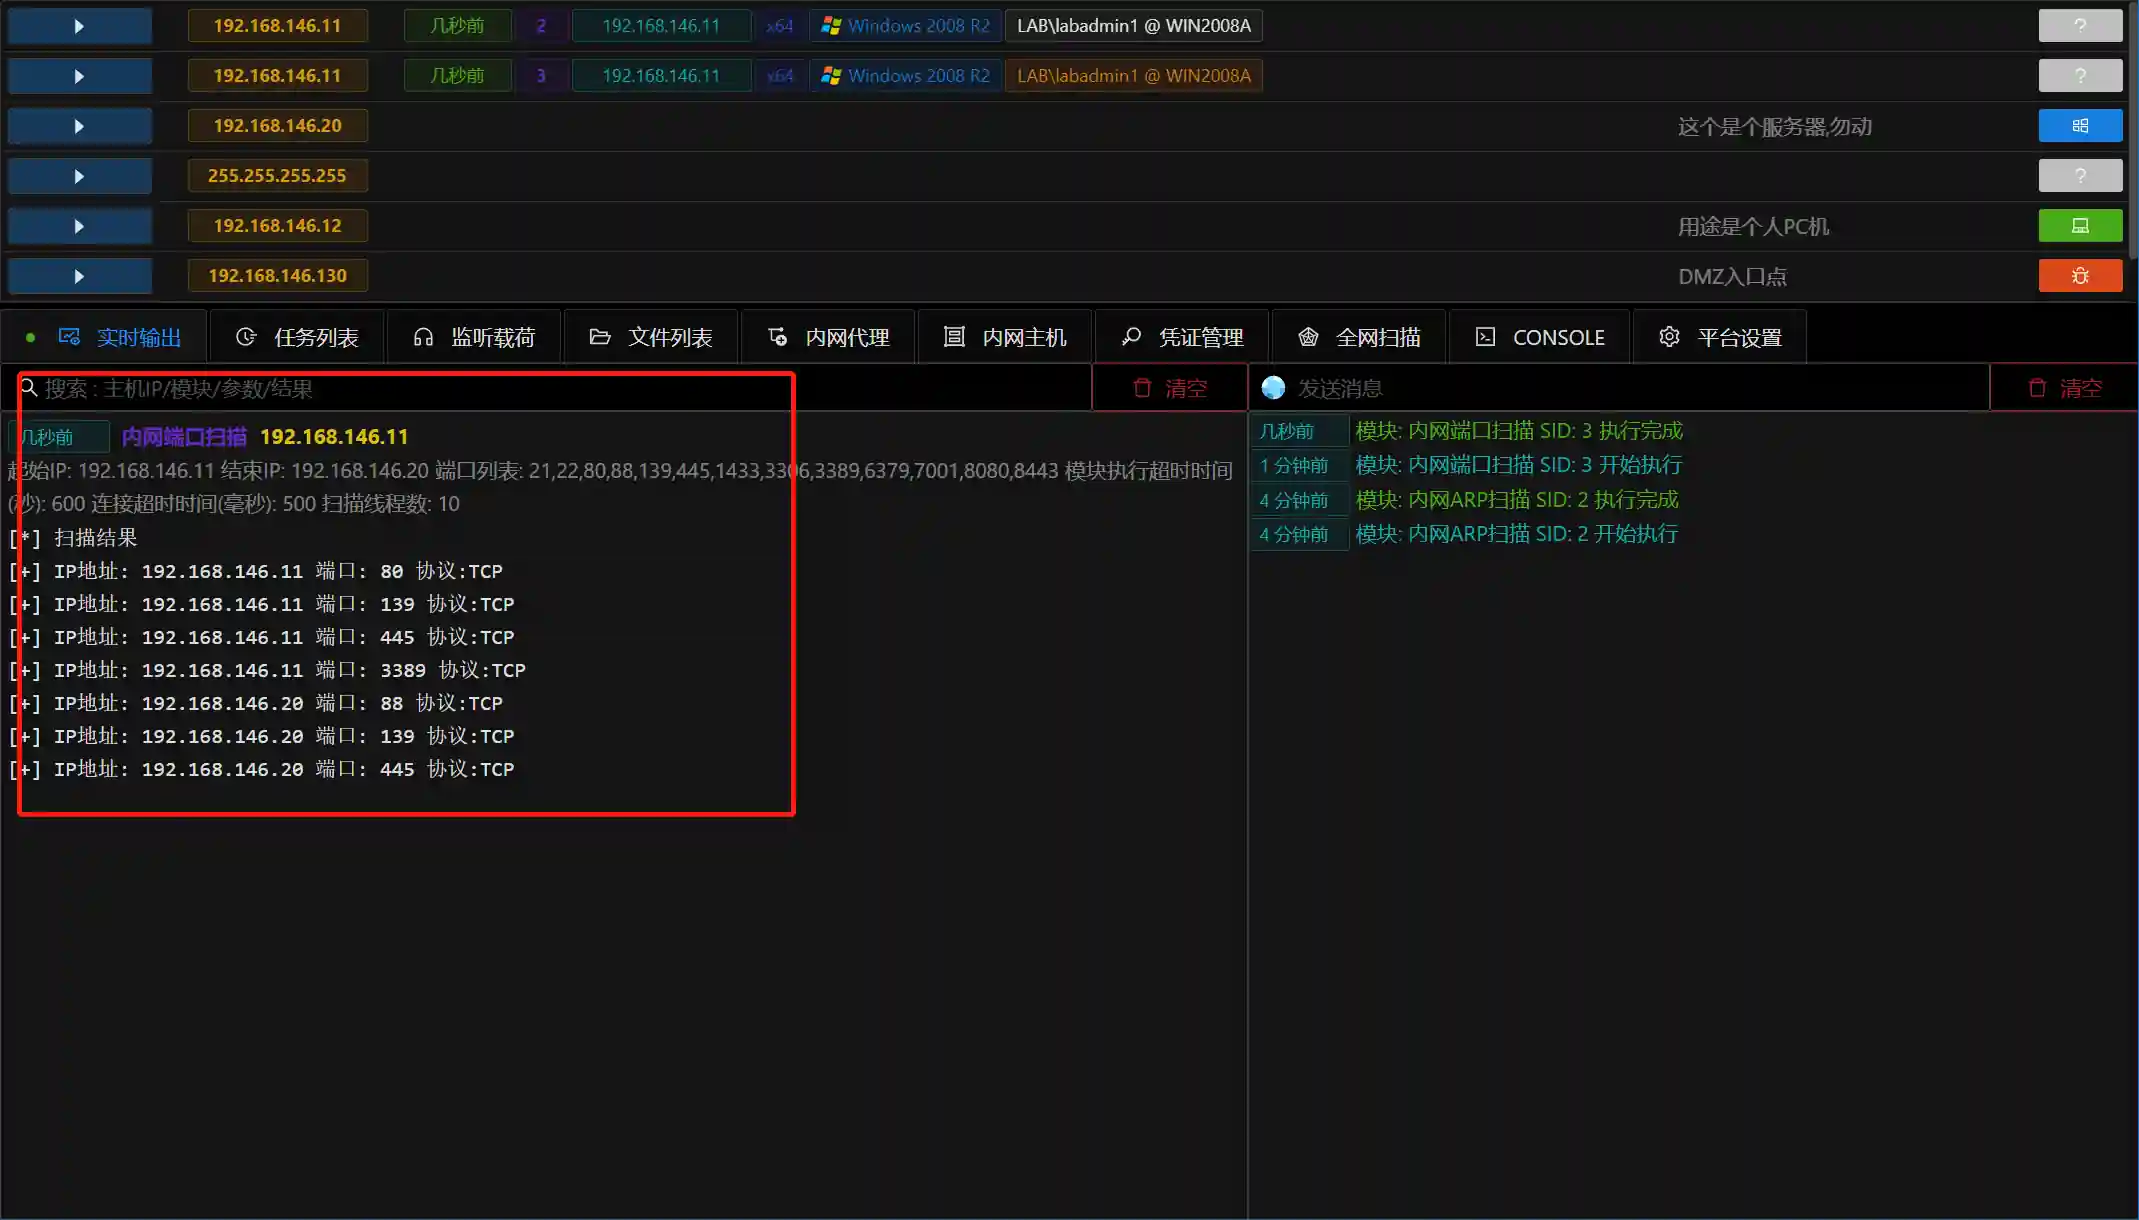 192.168.146.11 几秒前 2 192.168.146.11 x64 Windows 2008 R2 LAB\labadmin1 @ WIN2008A ?
192.168.146.11 几秒前 3 192.168.146.11 x64 Windows 2008 R2 LAB\labadmin1 @ WIN2008A ?
192.168.146.20 这个是个服务器,勿动
255.255.255.255 ?
192.168.146.12 用途是个人PC机
192.168.146.130 DMZ入口点
实时输出 任务列表 监听载荷 文件列表 内网代理 内网主机 凭证管理 全网扫描 CONSOLE 平台设置
搜索 : 主机IP/模块/参数/结果 清空
几秒前 内网端口扫描 192.168.146.11
起始IP: 192.168.146.11 结束IP: 192.168.146.20 端口列表: 21,22,80,88,139,445,1433,3306,3389,6379,7001,8080,8443 模块执行超时时间
(秒): 600 连接超时时间(毫秒): 500 扫描线程数: 10
[*] 扫描结果
[+] IP地址: 192.168.146.11 端口: 80 协议:TCP
[+] IP地址: 192.168.146.11 端口: 139 协议:TCP
[+] IP地址: 192.168.146.11 端口: 445 协议:TCP
[+] IP地址: 192.168.146.11 端口: 3389 协议:TCP
[+] IP地址: 192.168.146.20 端口: 88 协议:TCP
[+] IP地址: 192.168.146.20 端口: 139 协议:TCP
[+] IP地址: 192.168.146.20 端口: 445 协议:TCP
发送消息 清空
几秒前 模块: 内网端口扫描 SID: 3 执行完成
1 分钟前 模块: 内网端口扫描 SID: 3 开始执行
4 分钟前 模块: 内网ARP扫描 SID: 2 执行完成
4 分钟前 模块: 内网ARP扫描 SID: 2 开始执行